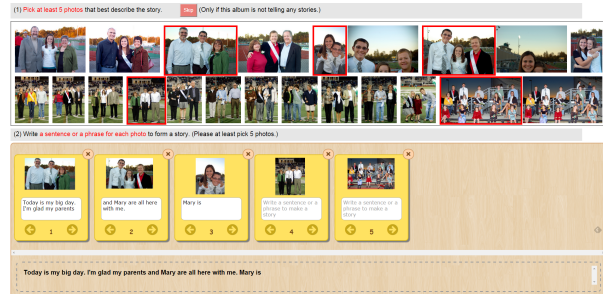 (1) Pick at least 5 photos that best describe the story. Skip (Only if this album is not telling any stories.)
(2) Write a sentence or a phrase for each photo to form a story. (Please at least pick 5 photos.)
Today is my big day.
I'm glad my parents
1
and Mary are all here
with me.
2
Mary is
3
Write a sentence or a
phrase to make a
story
4
Write a sentence or a
phrase to make a
story
5
Today is my big day. I'm glad my parents and Mary are all here with me. Mary is